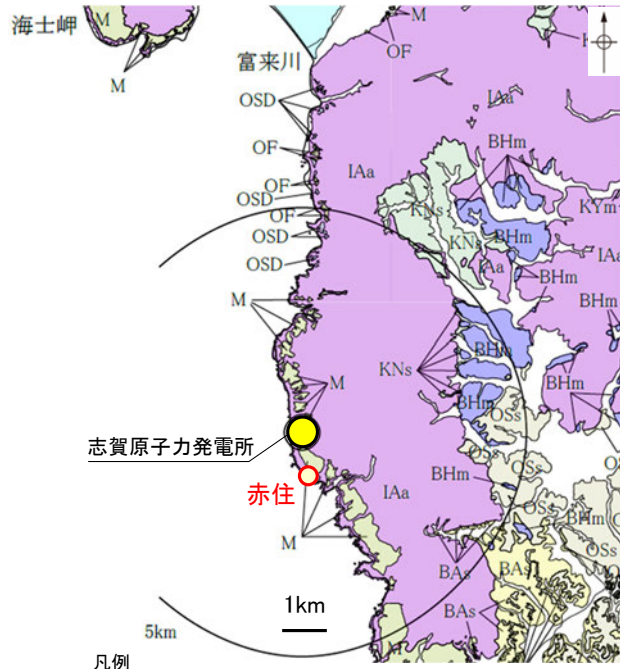 海士岬
M
M
M
OF
富来川
OSD
IAa
BHm
OF
IAa
OF
KNs
KYm
OSD
OF
KNs
BHm
IAa
OSD
IAa
OSD
BHm
M
BHm
BHm
M
KNs
BHm
BHm
OSs
志賀原子力発電所
OSs
赤住
BHm
IAa
OSs
BHm
M
OSs
BAs
BAs
BAs
1km
5km
M
凡例